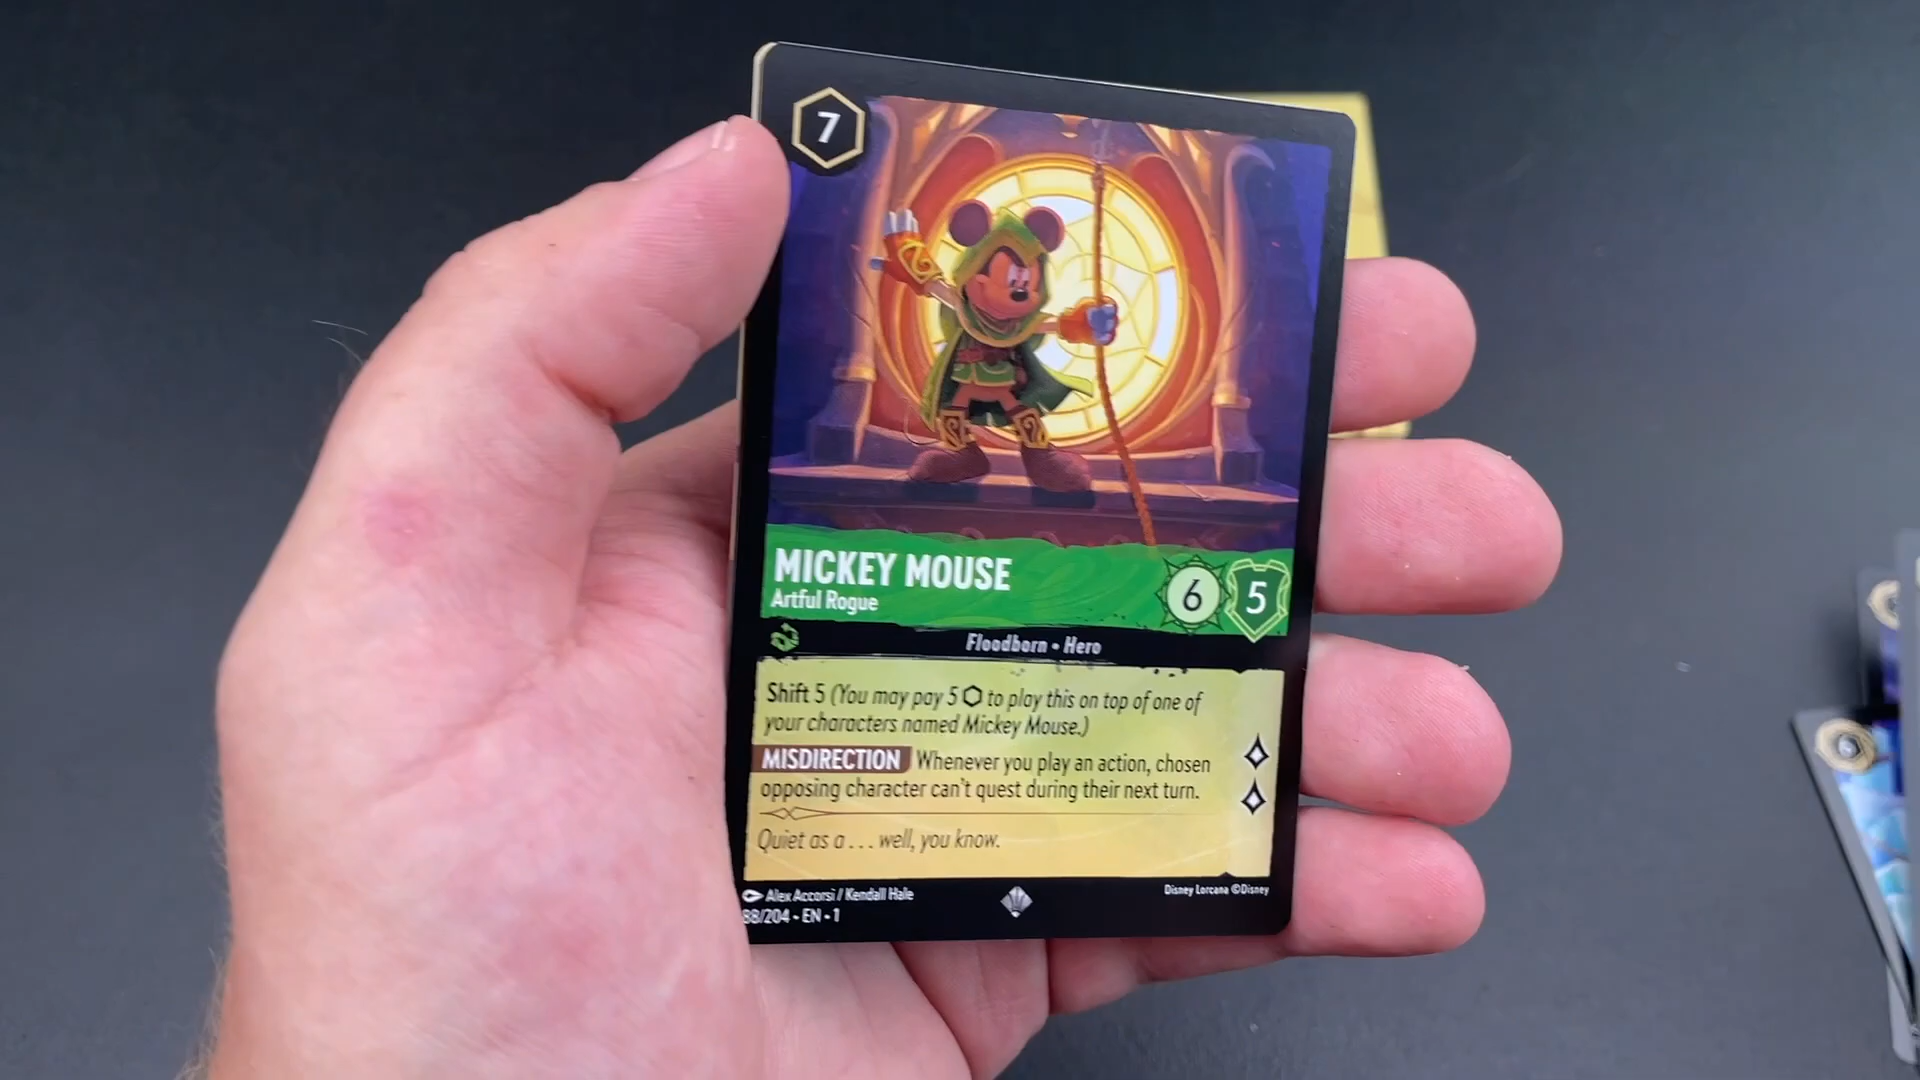 7
MICKEY MOUSE
Artful Rogue
6 5
Floodborn • Hero
Shift 5 (You may pay 5 to play this on top of one of
your characters named Mickey Mouse.)
MISDIRECTION Whenever you play an action, chosen
opposing character can't quest during their next turn.
Quiet as a . . . well, you know.
Alex Accorsi / Kendall Hale
Disney Lorcana ©Disney
88/204 • EN • 1